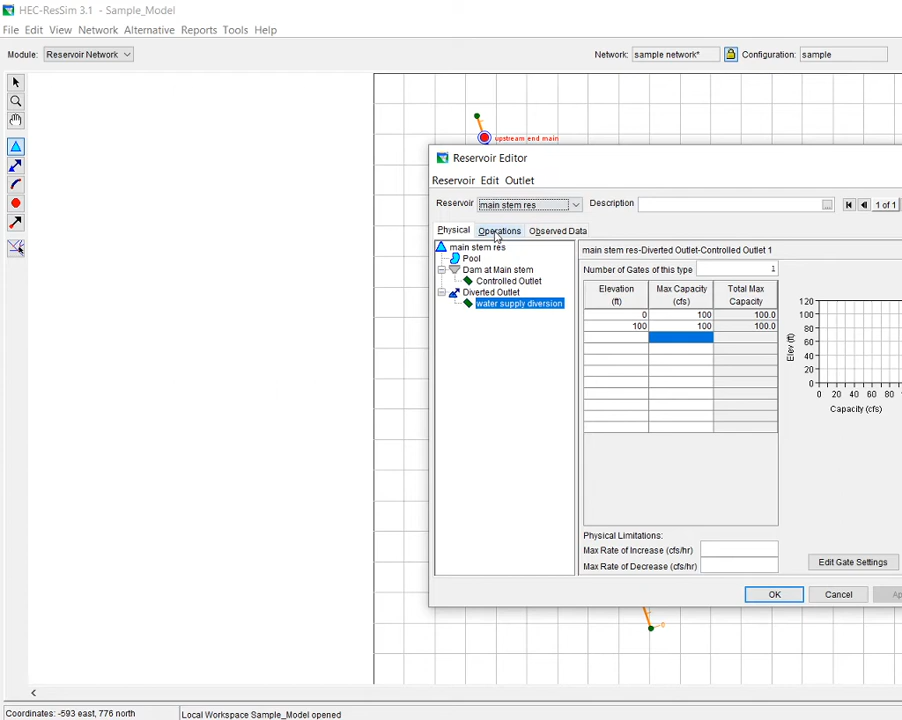 HEC-ResSim 3.1 - Sample_Model
File Edit View Network Alternative Reports Tools Help
Module: Reservoir Network Network: sample network* Configuration: sample
upstream end main
Reservoir Editor
Reservoir Edit Outlet
Reservoir main stem res Description ... 1 of 1
Physical Operations Observed Data
main stem res
Pool
Dam at Main stem
Controlled Outlet
Diverted Outlet
water supply diversion
main stem res-Diverted Outlet-Controlled Outlet 1
Number of Gates of this type 1
Elevation (ft) Max Capacity (cfs) Total Max Capacity
0 100 100.0
100 100 100.0
Elev (ft)
120
100
80
60
40
20
0
0 20 40 60 80
Capacity (cfs)
Physical Limitations:
Max Rate of Increase (cfs/hr)
Max Rate of Decrease (cfs/hr)
Edit Gate Settings
OK Cancel Ap
0
Coordinates: -593 east, 776 north Local Workspace Sample_Model opened